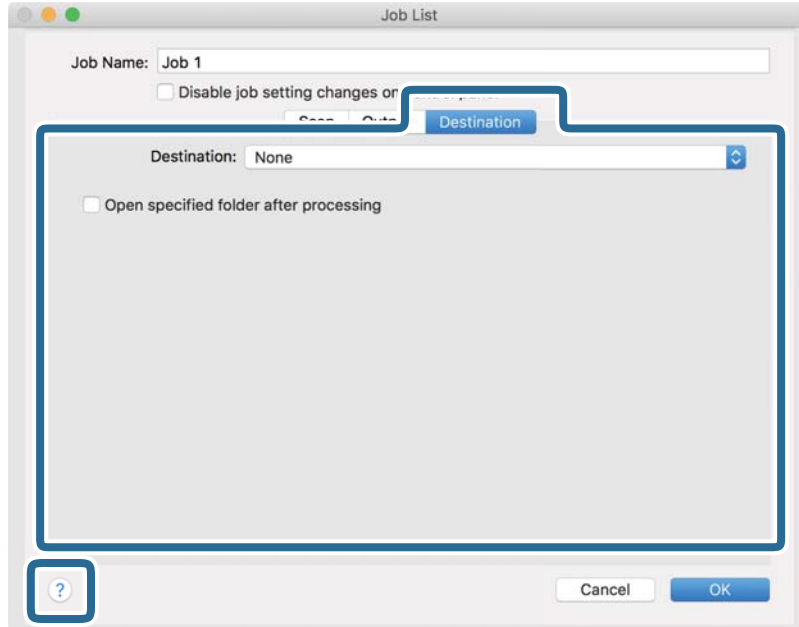 Job List
Job Name: Job 1
Disable job setting changes on
Destination
Destination: None
Open specified folder after processing
? Cancel OK